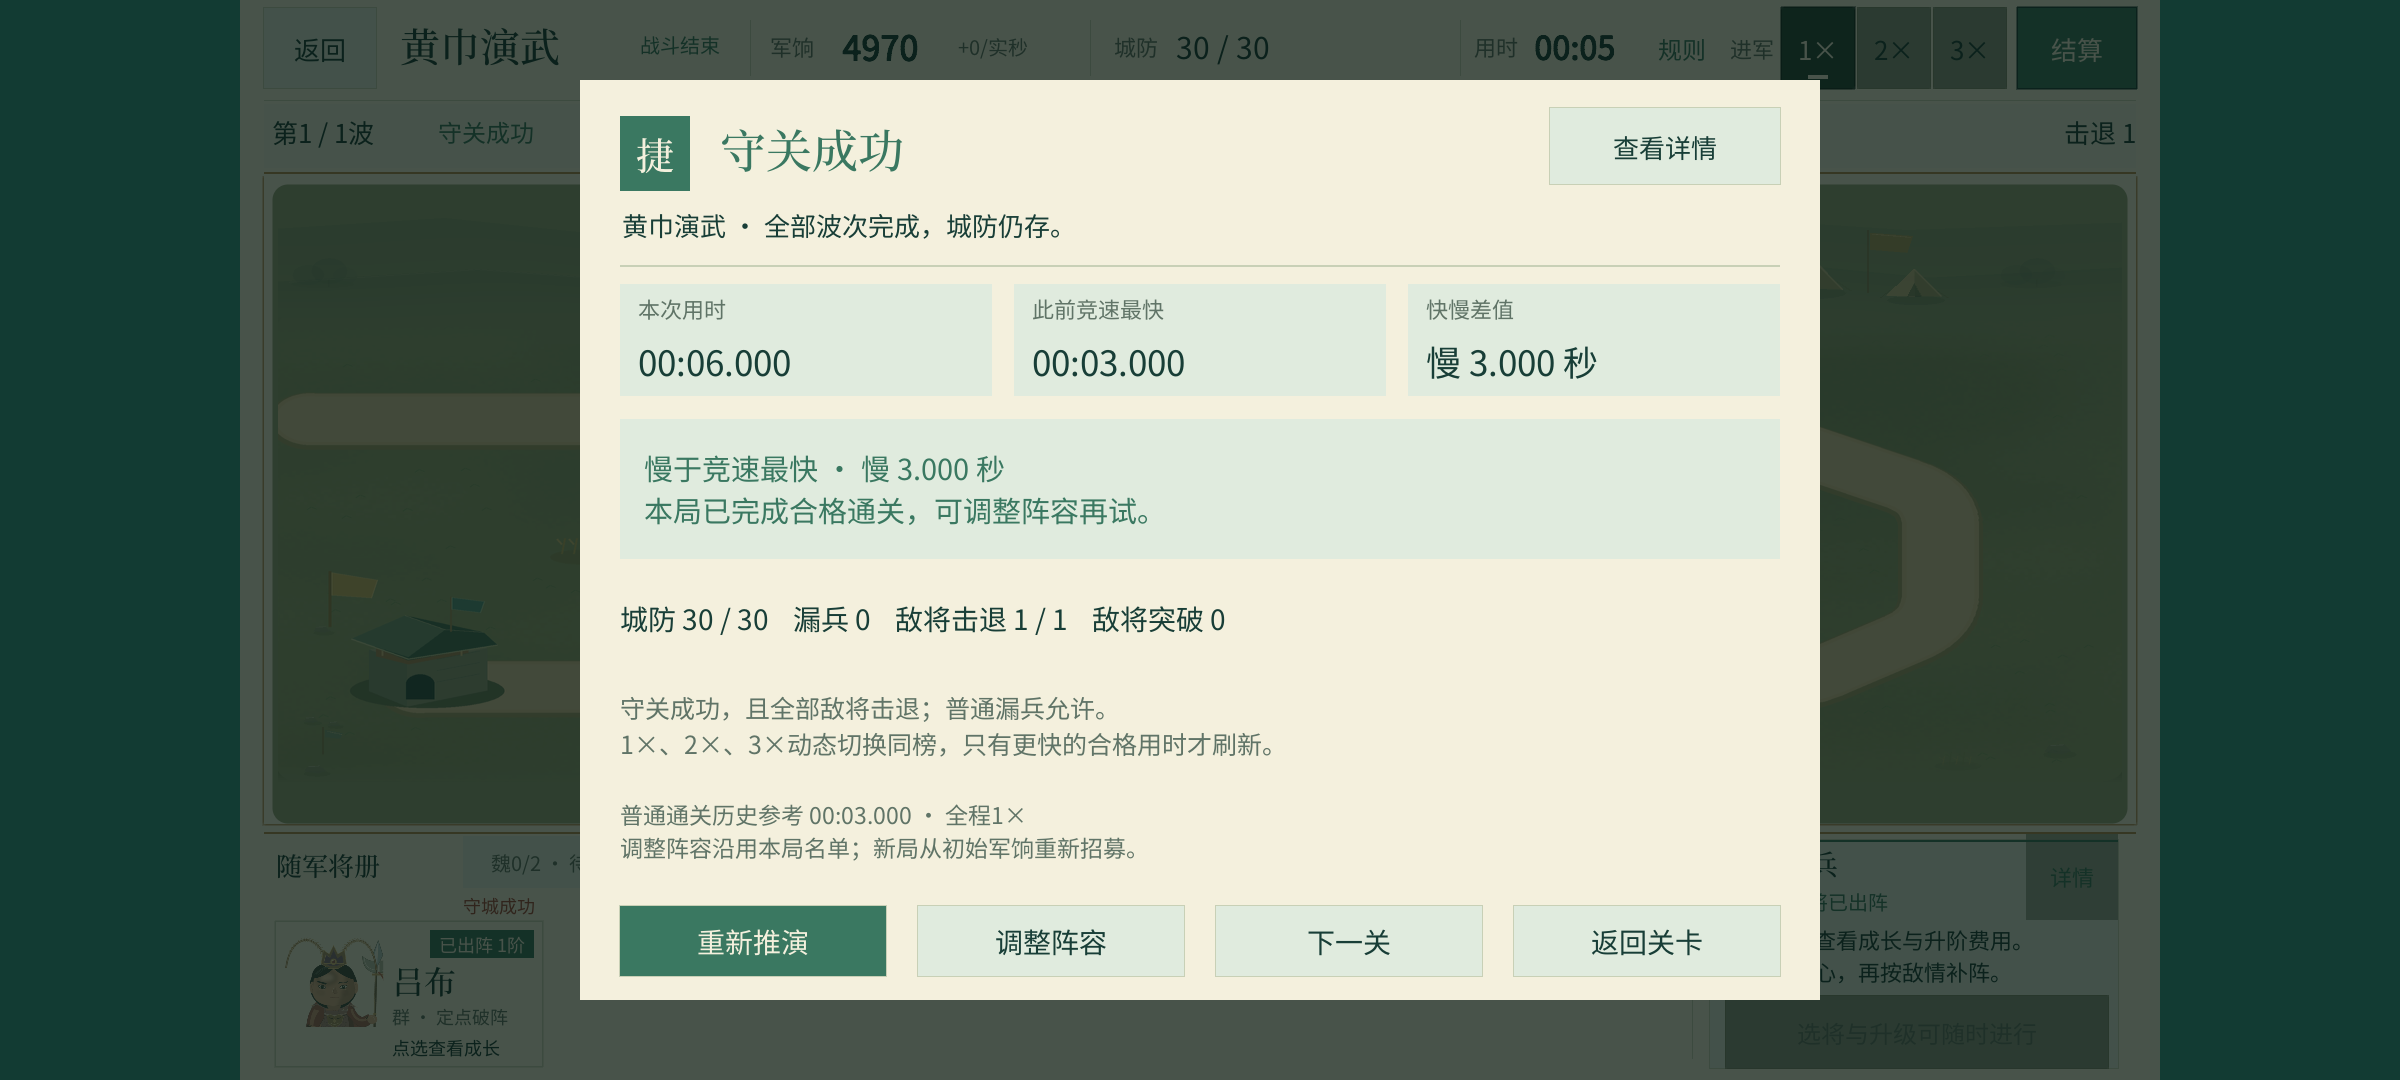 返回
黄巾演武
战斗结束
军饷 4970 +0/实秒
城防 30 / 30
用时 00:05
规则
进军
1×
2×
3×
结算
第1 / 1波
守关成功
击退 1
捷
守关成功
查看详情
黄巾演武 · 全部波次完成，城防仍存。
本次用时
00:06.000
此前竞速最快
00:03.000
快慢差值
慢 3.000 秒
慢于竞速最快 · 慢 3.000 秒
本局已完成合格通关，可调整阵容再试。
城防 30 / 30 漏兵 0 敌将击退 1 / 1 敌将突破 0
守关成功，且全部敌将击退；普通漏兵允许。
1×、2×、3×动态切换同榜，只有更快的合格用时才刷新。
普通通关历史参考 00:03.000 · 全程1×
调整阵容沿用本局名单；新局从初始军饷重新招募。
重新推演
调整阵容
下一关
返回关卡
随军将册
魏0/2 ·
守城成功
已出阵 1阶
吕布
群 · 定点破阵
点选查看成长
兵
详情
将已出阵
查看成长与升阶费用。
心，再按敌情补阵。
选将与升级可随时进行